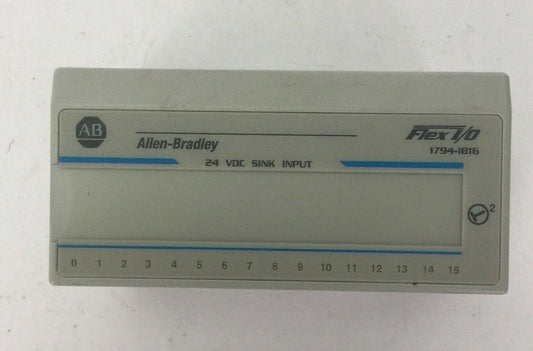 AB
Allen-Bradley
Flex I/O
1794-IB16
24 VDC SINK INPUT
2
0 1 2 3 4 5 6 7 8 9 10 11 12 13 14 15